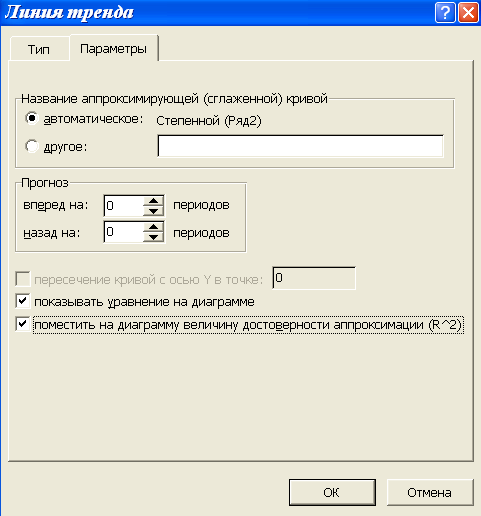 Линия тренда
Тип
Параметры
Название аппроксимирующей (сглаженной) кривой
автоматическое: Степенной (Ряд2)
другое:
Прогноз
вперед на: 0 периодов
назад на: 0 периодов
пересечение кривой с осью Y в точке: 0
показывать уравнение на диаграмме
поместить на диаграмму величину достоверности аппроксимации (R^2)
ОК
Отмена